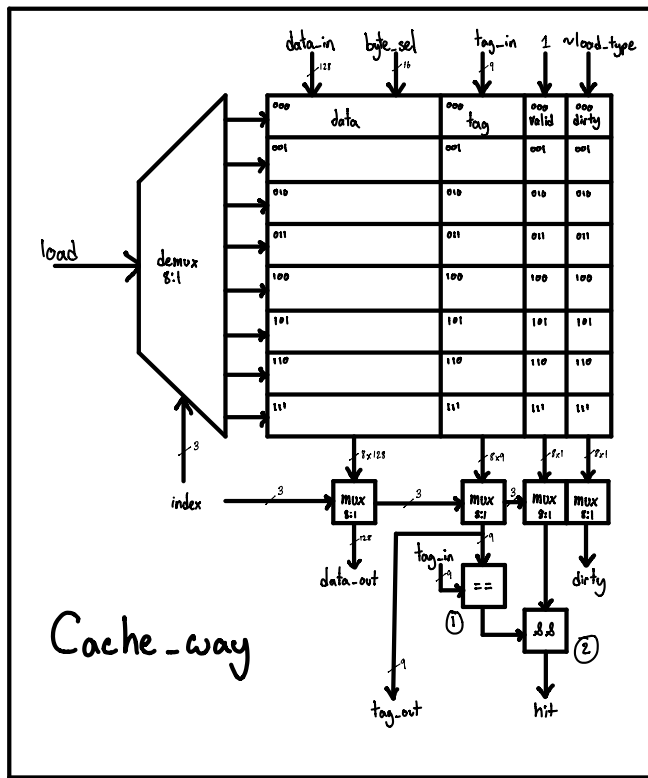 data_in byte_sel tag_in 1 ~load_type
128 16 9
000 000 000 000
data tag valid dirty
001 001 001 001
010 010 010 010
011 011 011 011
load
demux
8:1
100 100 100 100
101 101 101 101
110 110 110 110
111 111 111 111
3
8x128 8x9 8x1 8x1
index
3 3 3
mux mux mux mux
8:1 8:1 8:1 8:1
128 9
tag_in
9
data_out
==
dirty
1
Cache_way
&&
2
9
tag_out
hit